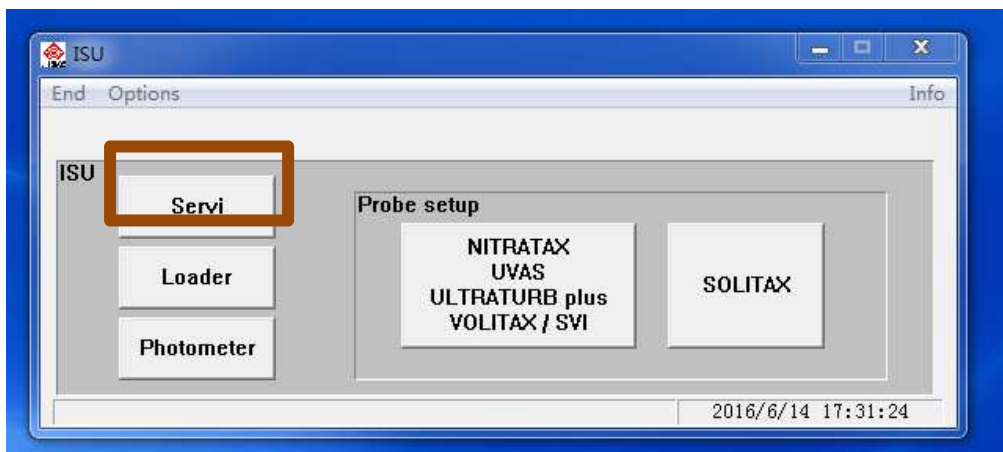 ISU
End Options Info
ISU
Servi
Loader
Photometer
Probe setup
NITRATAX
UVAS
ULTRATURB plus
VOLITAX / SVI
SOLITAX
2016/6/14 17:31:24